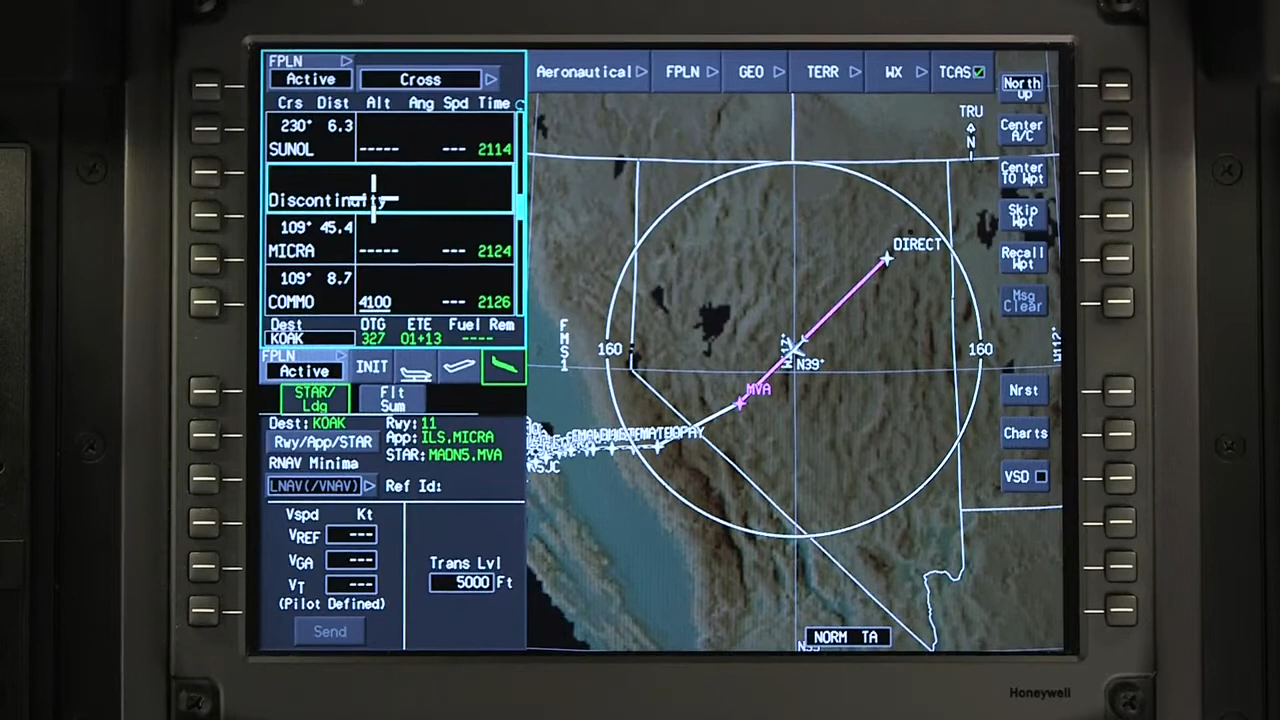 FPLN
Active
Cross
Crs Dist Alt Ang Spd Time
230° 6.3
SUNOL ----- --- 2114
Discontinuity
109° 45.4
MICRA ----- --- 2124
109° 8.7
COMMO 4100 --- 2126
Dest DTG ETE Fuel Rem
KOAK 327 01+13 ----
FPLN
Active
INIT
STAR/
Ldg
Flt
Sum
Dest: KOAK Rwy: 11
Rwy/App/STAR App: ILS.MICRA
STAR: MADN5.MVA
RNAV Minima
LNAV(/VNAV) Ref Id:
Vspd Kt
VREF ---
VGA ---
VT ---
(Pilot Defined)
Send
Trans Lvl
5000 Ft
Aeronautical FPLN GEO TERR WX TCAS
TRU
N
North
Up
Center
A/C
Center
TO Wpt
Skip
Wpt
Recall
Wpt
Msg
Clear
Nrst
Charts
VSD
DIRECT
FMS1
160
160
N39°
W112°
MVA
KSJC
NORM TA
Honeywell